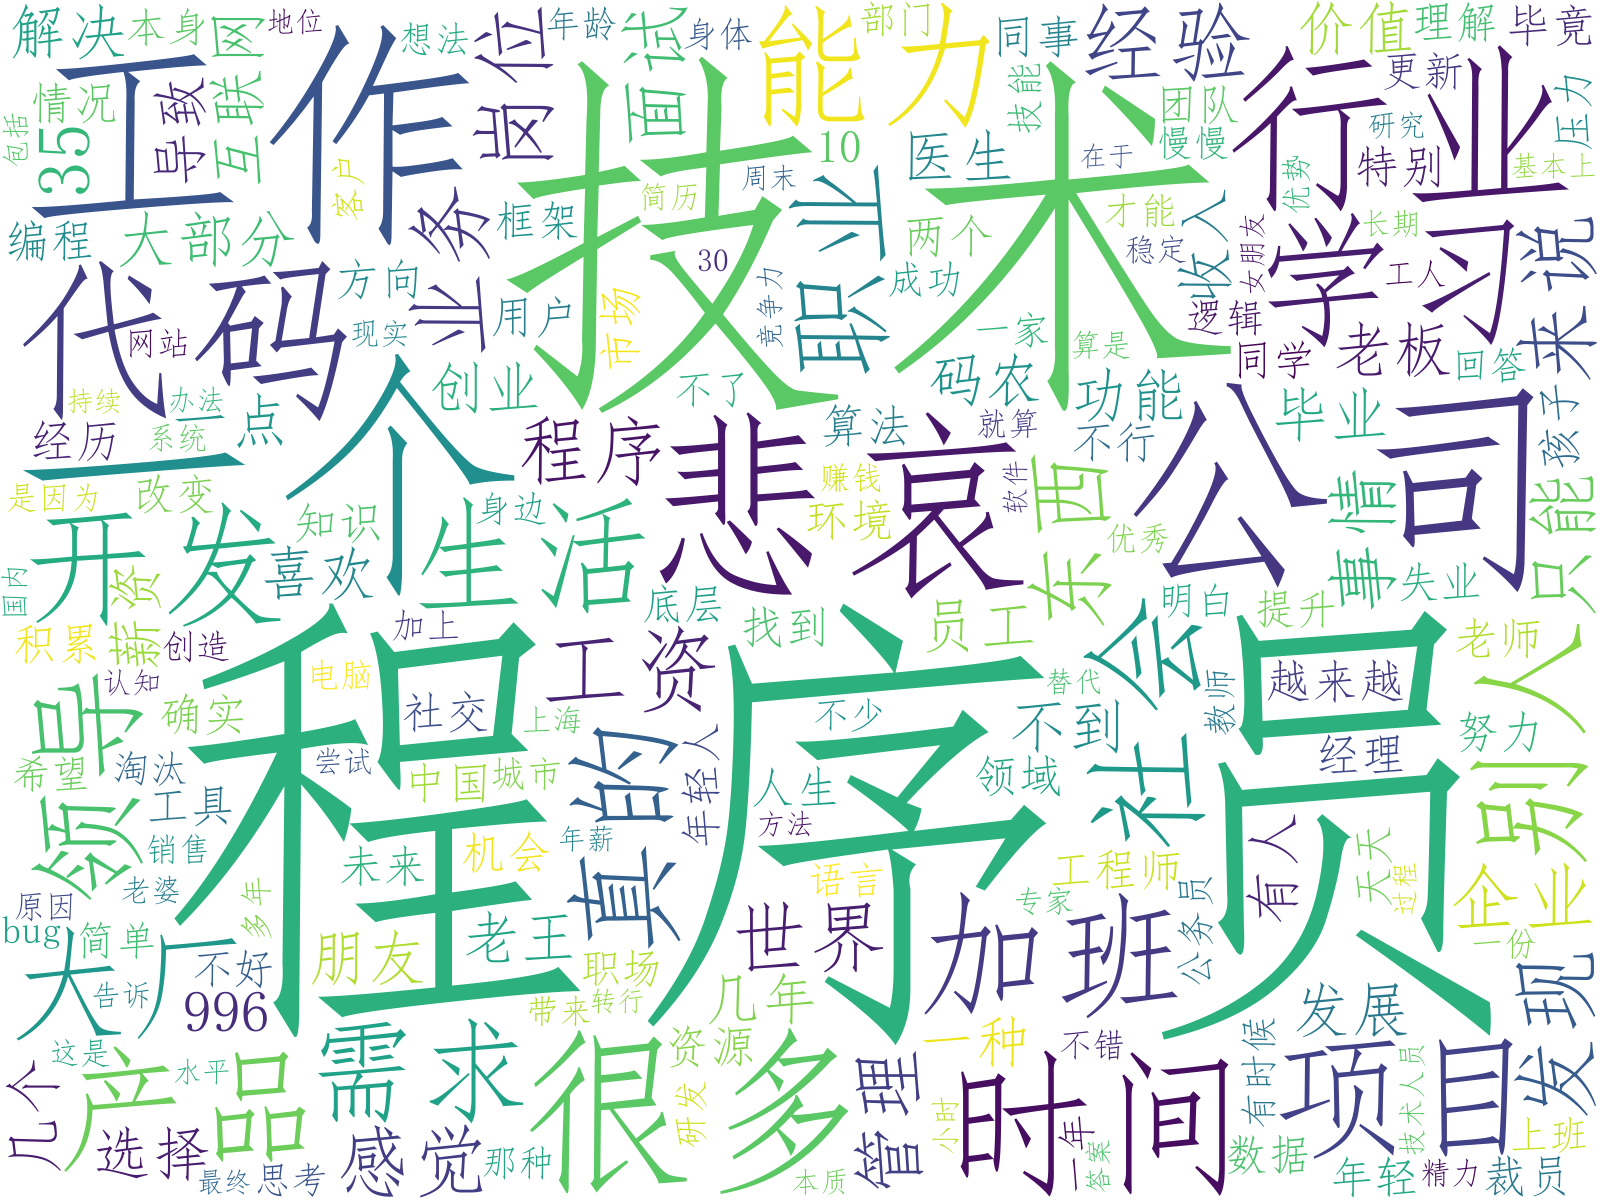 解决
本身
地位
想法
年龄
身体
部门
同事
经验
价值
理解
毕竟
工作
网
岗位
面试
能力
技能
团队
更新
行业
压力
情况
35
导致
互联
包括
客户
10
技术
简历
周末
医生
慢慢
在于
研究
特别
优势
基本上
编程
大部分
业务
框架
30
职业
两个
才能
稳定
收入
女朋友
长期
学习
来说
代码
方向
用户
市场
竞争力
成功
一家
逻辑
工人
网站
现实
创业
不了
码农
算是
功能
同学
老板
回答
持续
办法
一个
一点
系统
经历
程序
悲哀
算法
就算
不行
公司
毕业
孩子
是因为
改变
身边
赚钱
环境
软件
东西
优秀
事情
只能
开发
知识
生活
国内
薪资
喜欢
底层
明白
失业
积累
创造
加上
工资
找到
员工
社会
提升
老师
别人
领导
认知
确实
电脑
程序员
社交
上海
不少
不到
替代
教师
越来越
努力
希望
淘汰
尝试
中国
城市
真的
年轻人
人生
领域
经理
工具
销售
老婆
未来
机会
年薪
方法
语言
专家
工程师
有人
天天
过程
企业
原因
bug
简单
多年
朋友
老王
职场
世界
加班
公务员
一份
大厂
不好
告诉
996
带来
转行
几年
发展
发现
这是
水平
需求
很多
资源
一种
不错
有时候
项目
技术人员
几个
产品
研发
管理
小时
时间
一年
答案
数据
上班
选择
最终
思考
感觉
那种
本质
年轻
精力
裁员